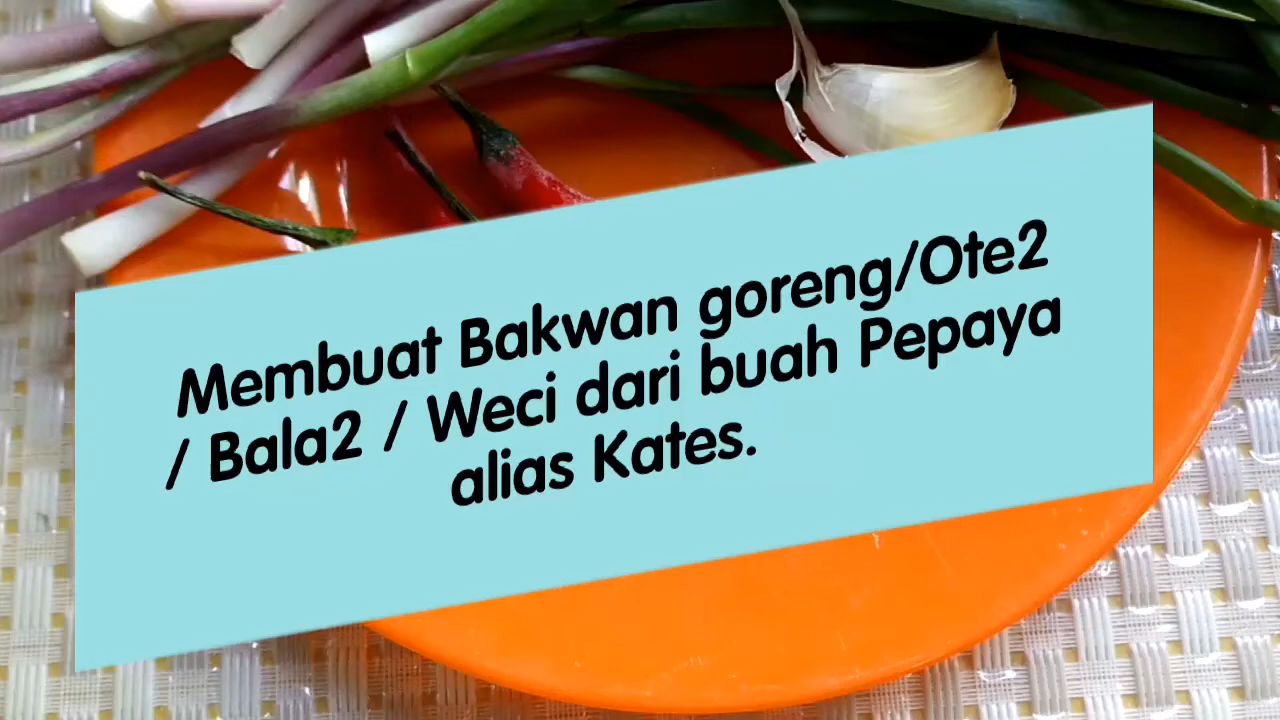 Membuat Bakwan goreng/Ote2
/ Bala2 / Weci dari buah Pepaya
alias Kates.